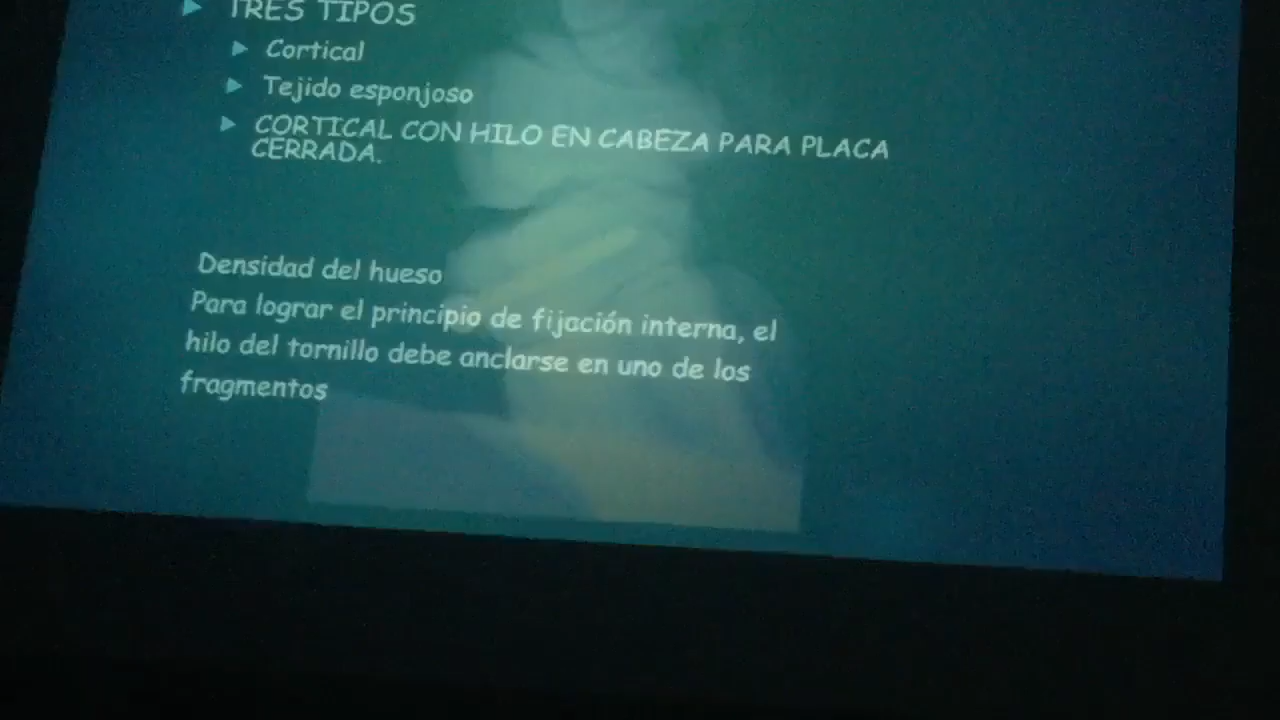 TRES TIPOS
Cortical
Tejido esponjoso
CORTICAL CON HILO EN CABEZA PARA PLACA
CERRADA.
Densidad del hueso
Para lograr el principio de fijación interna, el
hilo del tornillo debe anclarse en uno de los
fragmentos